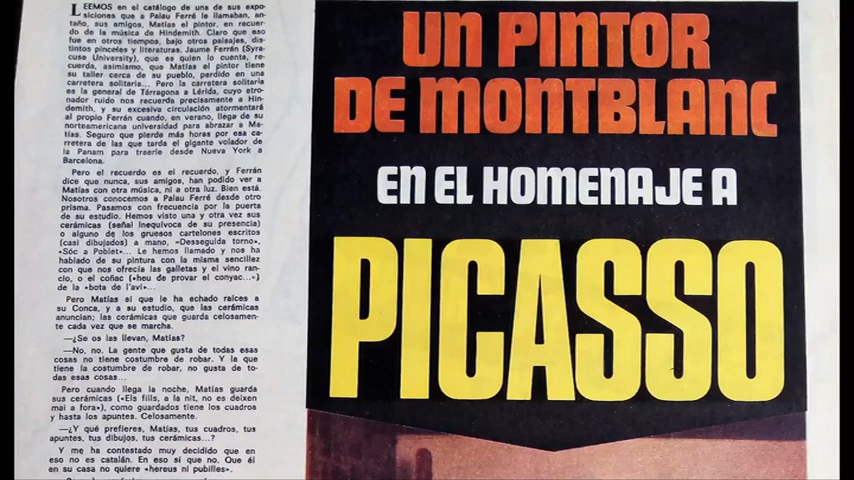 LEEMOS en el catálogo de una de sus expo-
siciones que a Palau Ferré le llamaban, an-
taño, sus amigos, Matías el pintor, en recuer-
do de la música de Hindemith. Claro que eso
fue en otros tiempos, bajo otros paisajes, dis-
tintos pinceles y literaturas. Jaume Ferrán (Syra-
cuse University), que es quien lo cuenta, re-
cuerda, asimismo, que Matías el pintor tiene
su taller cerca de su pueblo, perdido en una
carretera solitaria... Pero la carretera solitaria
es la general de Tárragona a Lérida, cuyo atro-
nador ruido nos recuerda precisamente a Hin-
demith, y su excesiva circulación atormentará
al propio Ferrán cuando, en verano, llega de su
norteamericana universidad para abrazar a Ma-
tías. Seguro que pierde más horas por esa ca-
rretera de las que tarda el gigante volador de
la Panam para traerle desde Nueva York a
Barcelona.
Pero el recuerdo es el recuerdo, y Ferrán
dice que nunca, sus amigos, han podido ver a
Matías con otra música, ni a otra luz. Bien está.
Nosotros conocemos a Palau Ferré desde otro
prisma. Pasamos con frecuencia por la puerta
de su estudio. Hemos visto una y otra vez sus
cerámicas (señal inequívoca de su presencia)
o alguno de los gruesos cartelones escritos
(casi dibujados) a mano, «Desseguida torno»,
«Sóc a Poblet»... Le hemos llamado y nos ha
hablado de su pintura con la misma sencillez
con que nos ofrecía las galletas y el vino ran-
cio, o el coñac («heu de provar el conyac...»)
de la «bota de l'avi»...
Pero Matías sí que le ha echado raíces a
su Conca, y a su estudio, que las cerámicas
anuncian; las cerámicas que guarda celosamen-
te cada vez que se marcha.
—¿Se os las llevan, Matías?
—No, no. La gente que gusta de todas esas
cosas no tiene costumbre de robar. Y la que
tiene la costumbre de robar, no gusta de to-
das esas cosas...
Pero cuando llega la noche, Matías guarda
sus cerámicas («Els fills, a la nit, no es deixen
mai a fora»), como guardados tiene los cuadros
y hasta los apuntes. Celosamente.
—¿Y qué prefieres, Matías, tus cuadros, tus
apuntes, tus dibujos, tus cerámicas...?
Y me ha contestado muy decidido que en
eso no es catalán. En eso sí que no. Que él
en su casa no quiere «hereus ni pubilles».
UN PINTOR
DE MONTBLANC
EN EL HOMENAJE A
PICASSO